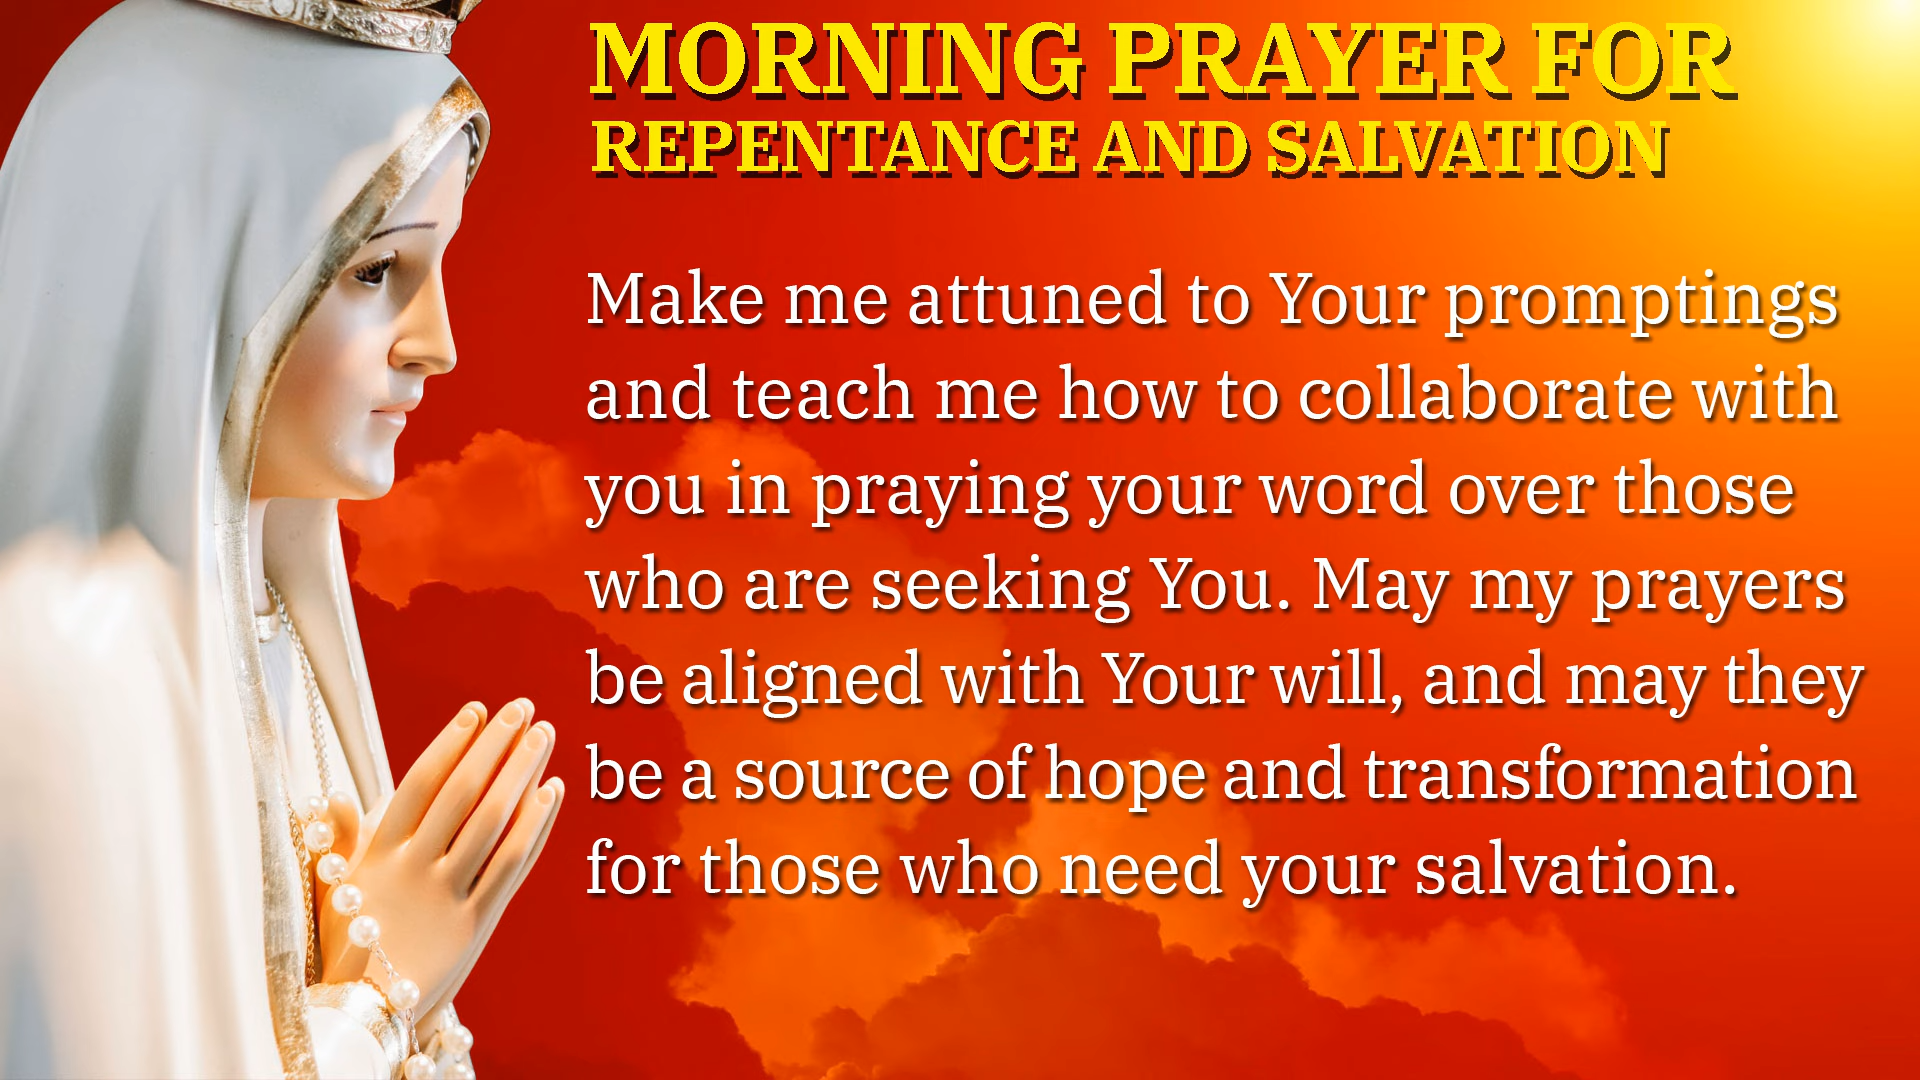 MORNING PRAYER FOR
REPENTANCE AND SALVATION
Make me attuned to Your promptings
and teach me how to collaborate with
you in praying your word over those
who are seeking You. May my prayers
be aligned with Your will, and may they
be a source of hope and transformation
for those who need your salvation.